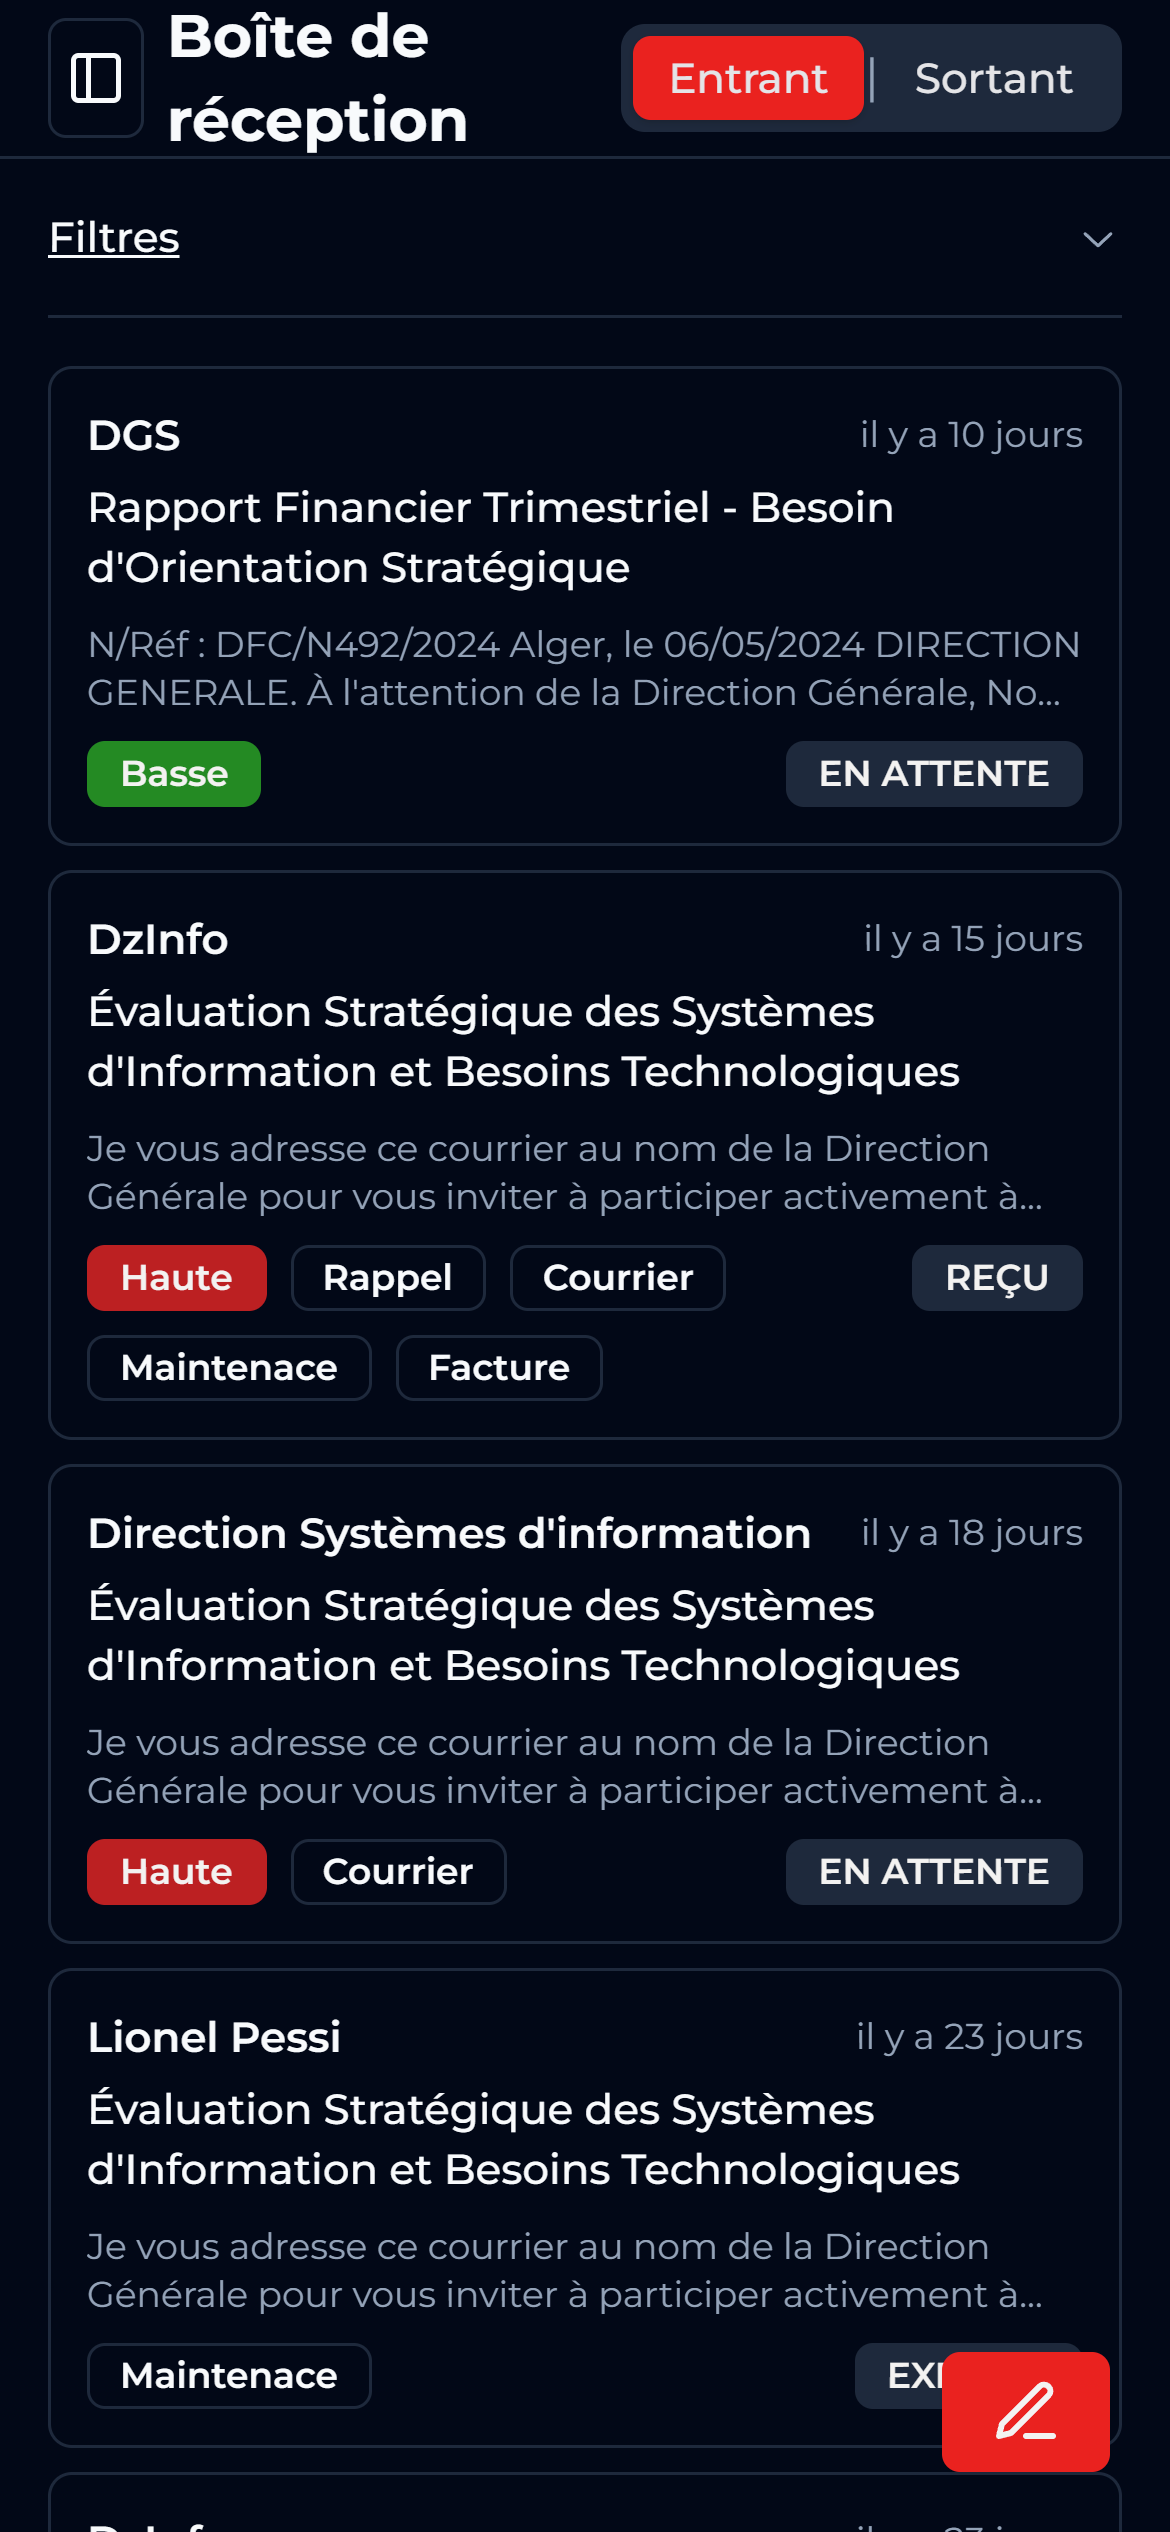 Boîte de
réception
Entrant | Sortant
Filtres
DGS
il y a 10 jours
Rapport Financier Trimestriel - Besoin
d'Orientation Stratégique
N/Réf : DFC/N492/2024 Alger, le 06/05/2024 DIRECTION
GENERALE. À l'attention de la Direction Générale, No...
Basse
EN ATTENTE
DzInfo
il y a 15 jours
Évaluation Stratégique des Systèmes
d'Information et Besoins Technologiques
Je vous adresse ce courrier au nom de la Direction
Générale pour vous inviter à participer activement à...
Haute
Rappel
Courrier
REÇU
Maintenace
Facture
Direction Systèmes d'information
il y a 18 jours
Évaluation Stratégique des Systèmes
d'Information et Besoins Technologiques
Je vous adresse ce courrier au nom de la Direction
Générale pour vous inviter à participer activement à...
Haute
Courrier
EN ATTENTE
Lionel Pessi
il y a 23 jours
Évaluation Stratégique des Systèmes
d'Information et Besoins Technologiques
Je vous adresse ce courrier au nom de la Direction
Générale pour vous inviter à participer activement à...
Maintenace